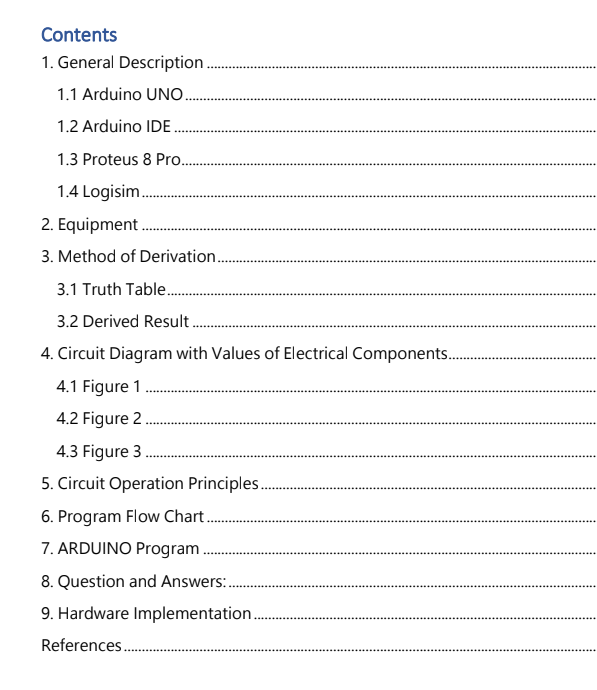 Contents
1. General Description ................................................................................................
1.1 Arduino UNO ................................................................................................
1.2 Arduino IDE ................................................................................................
1.3 Proteus 8 Pro ................................................................................................
1.4 Logisim ................................................................................................
2. Equipment ................................................................................................
3. Method of Derivation ................................................................................................
3.1 Truth Table ................................................................................................
3.2 Derived Result ................................................................................................
4. Circuit Diagram with Values of Electrical Components ................................................
4.1 Figure 1 ................................................................................................
4.2 Figure 2 ................................................................................................
4.3 Figure 3 ................................................................................................
5. Circuit Operation Principles ................................................................................................
6. Program Flow Chart ................................................................................................
7. ARDUINO Program ................................................................................................
8. Question and Answers: ................................................................................................
9. Hardware Implementation ................................................................................................
References ................................................................................................